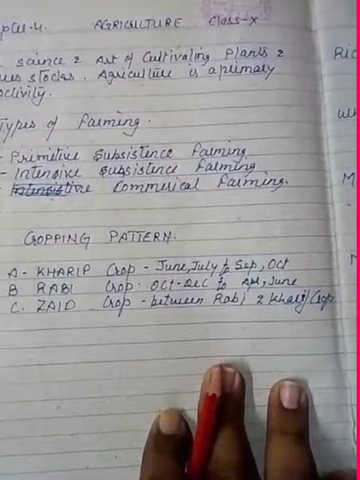 AGRICULTURE Class-X
Science & Art of Cultivating Plants &
stocks. Agriculture is a primary
activity.
Types of Farming.
- Primitive Subsistence Farming
- Intensive Subsistence Farming
Commerical Farming.
CROPPING PATTERN.
A- KHARIP Crop - June, July to Sep, Oct
B RABI Crop. Oct-Dec to Apr, June
C. ZAID Crop - between Rabi & Kharif Crop
Ric
M